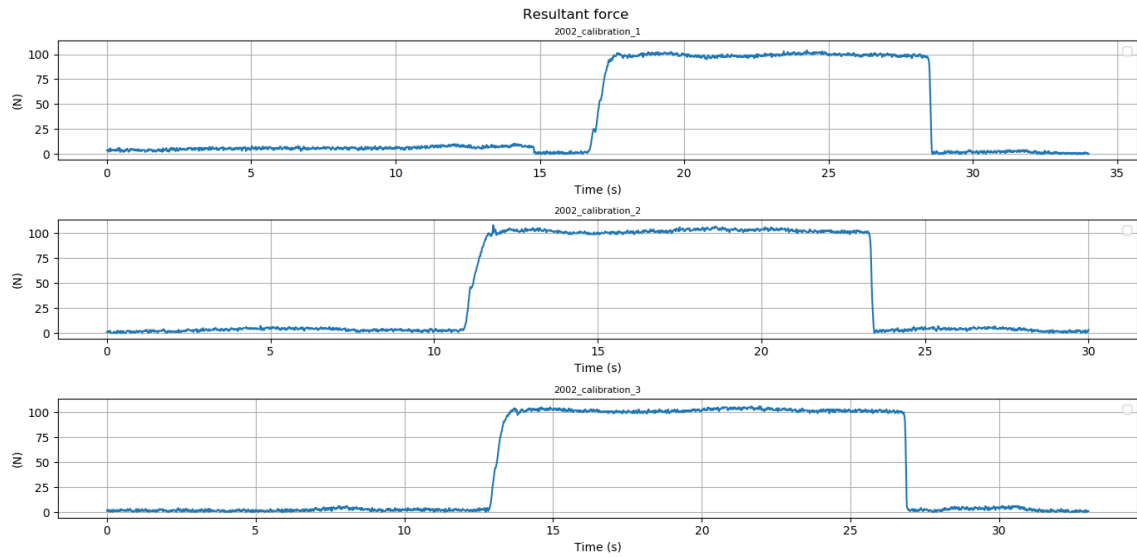 Resultant force
2002_calibration_1
100
75
50
25
0
(N)
0 5 10 15 20 25 30 35
Time (s)
2002_calibration_2
100
75
50
25
0
(N)
0 5 10 15 20 25 30
Time (s)
2002_calibration_3
100
75
50
25
0
(N)
0 5 10 15 20 25 30
Time (s)